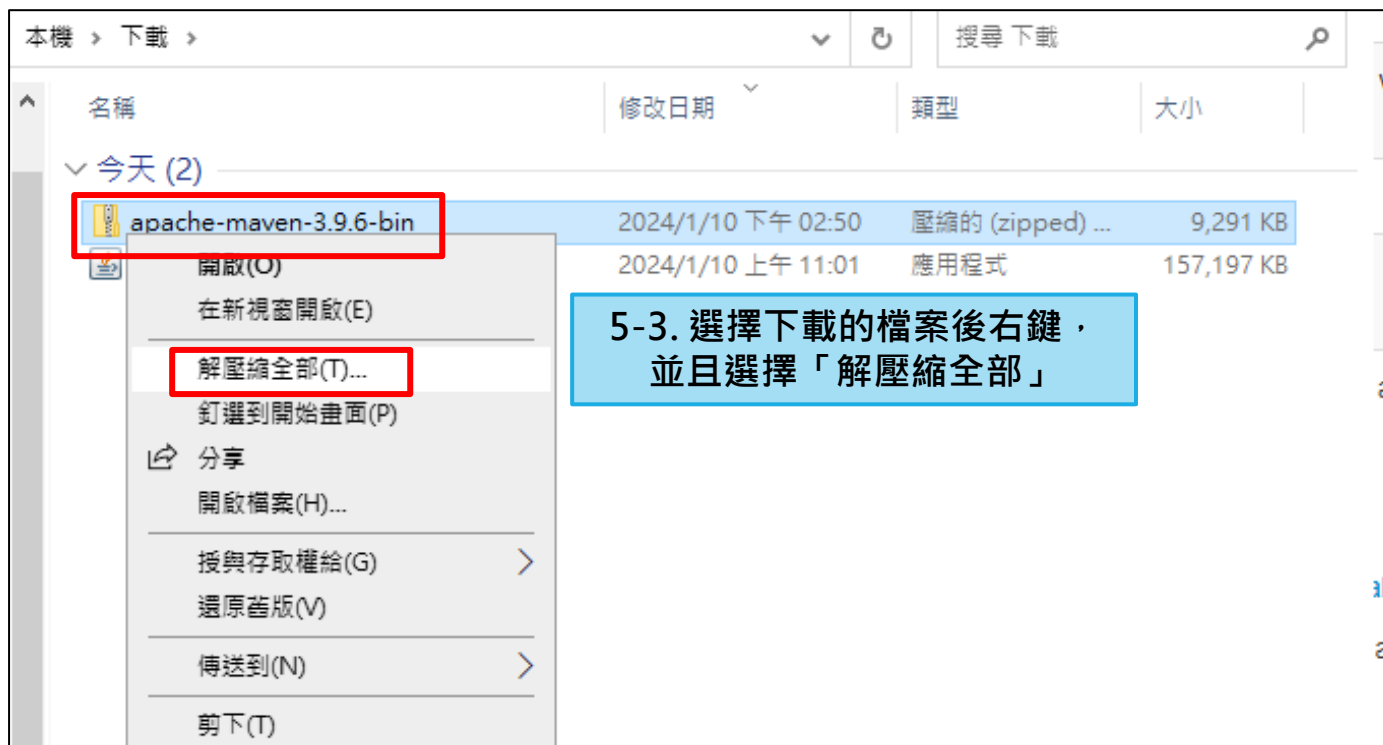 本機 › 下載 ›
搜尋 下載
名稱 修改日期 類型 大小
今天 (2)
apache-maven-3.9.6-bin 2024/1/10 下午 02:50 壓縮的 (zipped) ... 9,291 KB
2024/1/10 上午 11:01 應用程式 157,197 KB
開啟(O)
在新視窗開啟(E)
解壓縮全部(T)...
釘選到開始畫面(P)
分享
開啟檔案(H)...
授與存取權給(G)
還原舊版(V)
傳送到(N)
剪下(T)
5-3. 選擇下載的檔案後右鍵，
並且選擇「解壓縮全部」